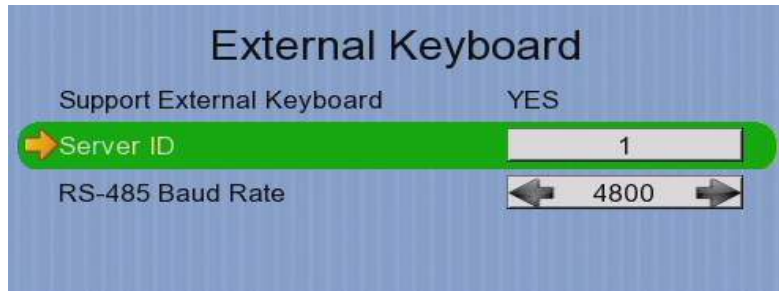 External Keyboard
Support External Keyboard YES
Server ID 1
RS-485 Baud Rate 4800